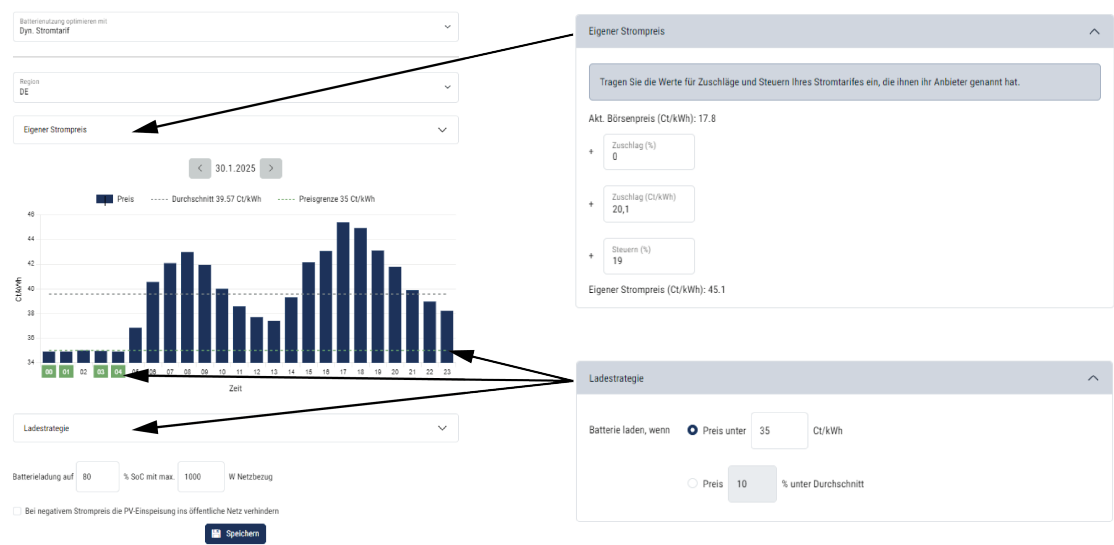 Batterienutzung optimieren mit
Dyn. Stromtarif
Region
DE
Eigener Strompreis
30.1.2025
Preis
Durchschnitt 39.57 Ct/kWh
Preisgrenze 35 Ct/kWh
46
44
42
40
38
36
34
Ct/kWh
00 01 02 03 04 05 06 07 08 09 10 11 12 13 14 15 16 17 18 19 20 21 22 23
Zeit
Ladestrategie
Batterieladung auf 80 % SoC mit max. 1000 W Netzbezug
Bei negativem Strompreis die PV-Einspeisung ins öffentliche Netz verhindern
Speichern
Eigener Strompreis
Tragen Sie die Werte für Zuschläge und Steuern Ihres Stromtarifes ein, die ihnen ihr Anbieter genannt hat.
Akt. Börsenpreis (Ct/kWh): 17.8
Zuschlag (%)
+ 0
Zuschlag (Ct/kWh)
+ 20,1
Steuern (%)
+ 19
Eigener Strompreis (Ct/kWh): 45.1
Ladestrategie
Batterie laden, wenn Preis unter 35 Ct/kWh
Preis 10 % unter Durchschnitt